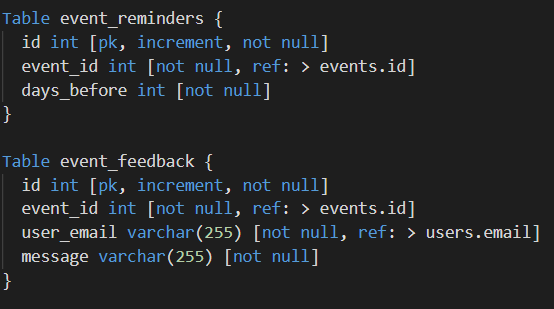 Table event_reminders {
  id int [pk, increment, not null]
  event_id int [not null, ref: > events.id]
  days_before int [not null]
}

Table event_feedback {
  id int [pk, increment, not null]
  event_id int [not null, ref: > events.id]
  user_email varchar(255) [not null, ref: > users.email]
  message varchar(255) [not null]
}